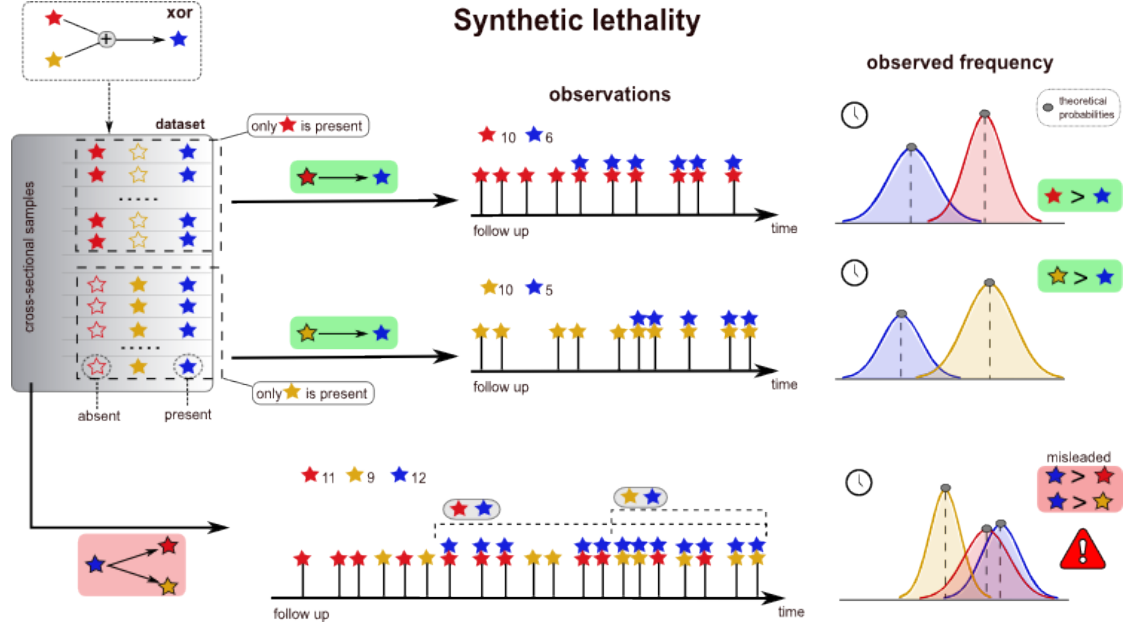 Synthetic lethality
xor
+
dataset
cross-sectional samples
only ★ is present
.....
.....
only ★ is present
absent
present
observations
10 6
follow up
time
10 5
follow up
time
11 9 12
follow up
time
observed frequency
theoretical
probabilities
>
>
misleaded
>
>
!